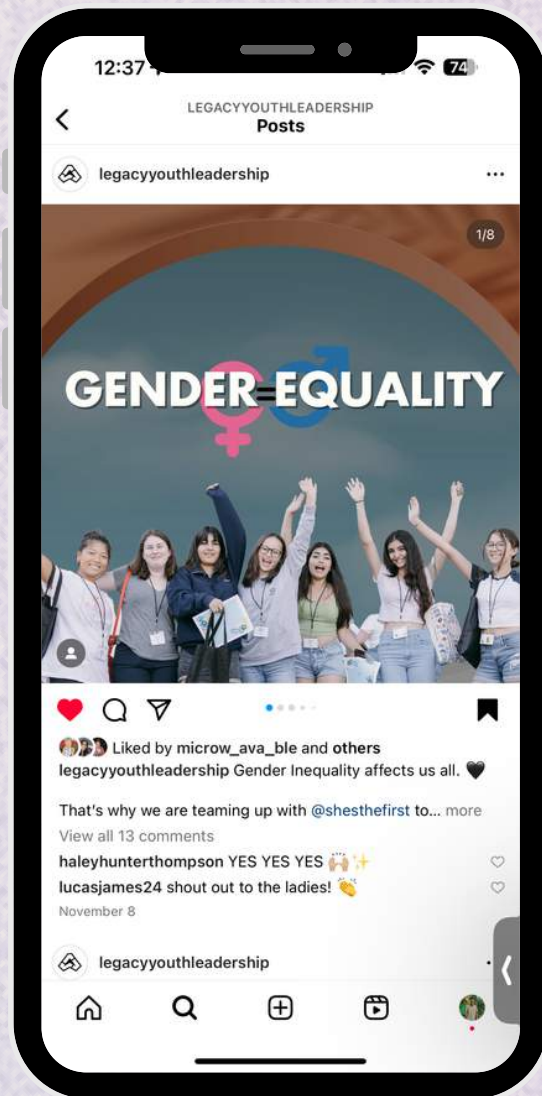 12:37
74
LEGACYYOUTHLEADERSHIP
Posts
legacyyouthleadership
1/8
GENDER=EQUALITY
Liked by microw_ava_ble and others
legacyyouthleadership Gender Inequality affects us all. 🖤
That's why we are teaming up with @shesthefirst to... more
View all 13 comments
haleyhunterthompson YES YES YES 🙌🏼✨
lucasjames24 shout out to the ladies! 👏
November 8
legacyyouthleadership